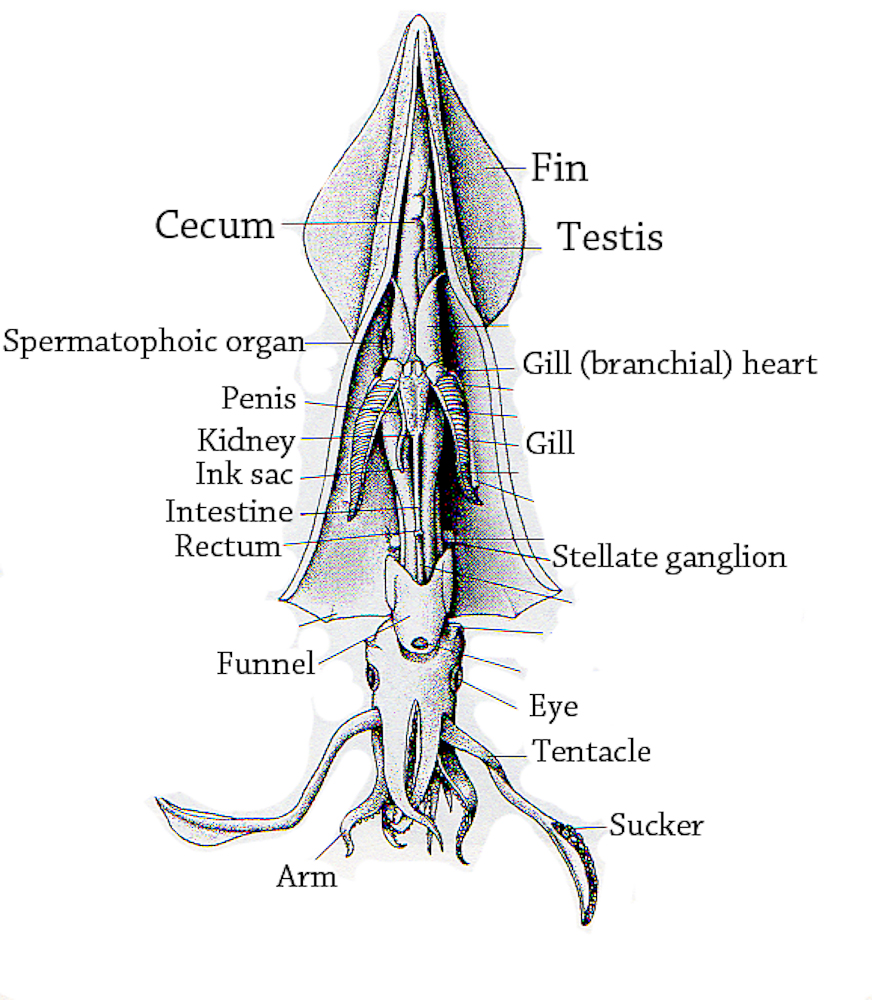 Fin
Cecum
Testis
Spermatophoic organ
Gill (branchial) heart
Penis
Kidney
Gill
Ink sac
Intestine
Rectum
Stellate ganglion
Funnel
Eye
Tentacle
Sucker
Arm